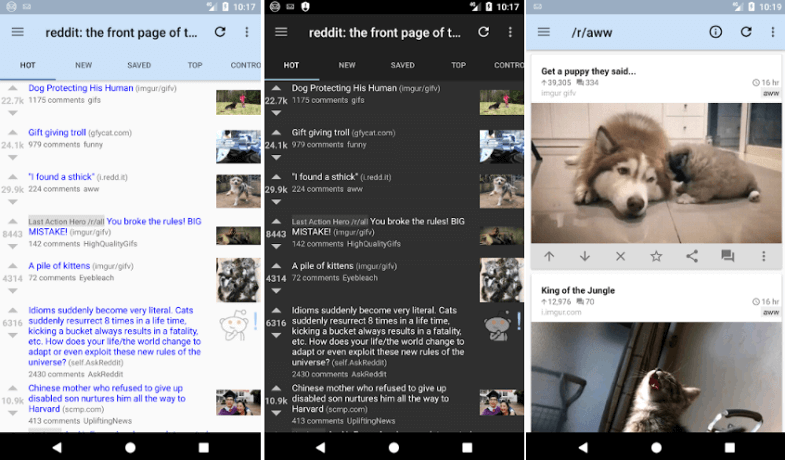 10:17
reddit: the front page of t...
HOT NEW SAVED TOP CONTRO
Dog Protecting His Human (imgur/gifv)
22.7k
1175 comments gifs
Gift giving troll (gfycat.com)
24.1k
979 comments funny
"I found a sthick" (i.redd.it)
29.9k
224 comments aww
Last Action Hero /r/all You broke the rules! BIG
MISTAKE! (imgur/gifv)
8443
142 comments HighQualityGifs
A pile of kittens (imgur/gifv)
4314
72 comments Eyebleach
Idioms suddenly become very literal. Cats
suddenly resurrect 8 times in a life time,
6316
kicking a bucket always results in a fatality,
etc. How does your life/the world change to
adapt or even exploit these new rules of the
universe? (self.AskReddit)
2430 comments AskReddit
Chinese mother who refused to give up
disabled son nurtures him all the way to
10.9k
Harvard (scmp.com)
413 comments UpliftingNews
10:17
reddit: the front page of t...
HOT NEW SAVED TOP CONTRO
Dog Protecting His Human (imgur/gifv)
22.7k
1175 comments gifs
Gift giving troll (gfycat.com)
24.1k
979 comments funny
"I found a sthick" (i.redd.it)
29.9k
224 comments aww
Last Action Hero /r/all You broke the rules! BIG
MISTAKE! (imgur/gifv)
8443
142 comments HighQualityGifs
A pile of kittens (imgur/gifv)
4314
72 comments Eyebleach
Idioms suddenly become very literal. Cats
suddenly resurrect 8 times in a life time,
6316
kicking a bucket always results in a fatality,
etc. How does your life/the world change to
adapt or even exploit these new rules of the
universe? (self.AskReddit)
2430 comments AskReddit
Chinese mother who refused to give up
disabled son nurtures him all the way to
10.9k
Harvard (scmp.com)
413 comments UpliftingNews
10:19
/r/aww
Get a puppy they said...
39,205 334 16 hr
imgur gifv aww
King of the Jungle
12,976 70 16 hr
i.imgur.com aww